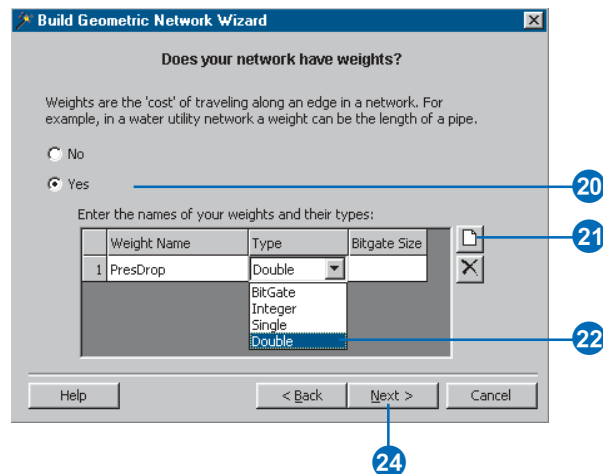 Build Geometric Network Wizard
Does your network have weights?
Weights are the 'cost' of traveling along an edge in a network. For
example, in a water utility network a weight can be the length of a pipe.
No
Yes
20
Enter the names of your weights and their types:
21
Weight Name Type Bitgate Size
1 PresDrop Double
BitGate
Integer
Single
Double
22
Help < Back Next > Cancel
24